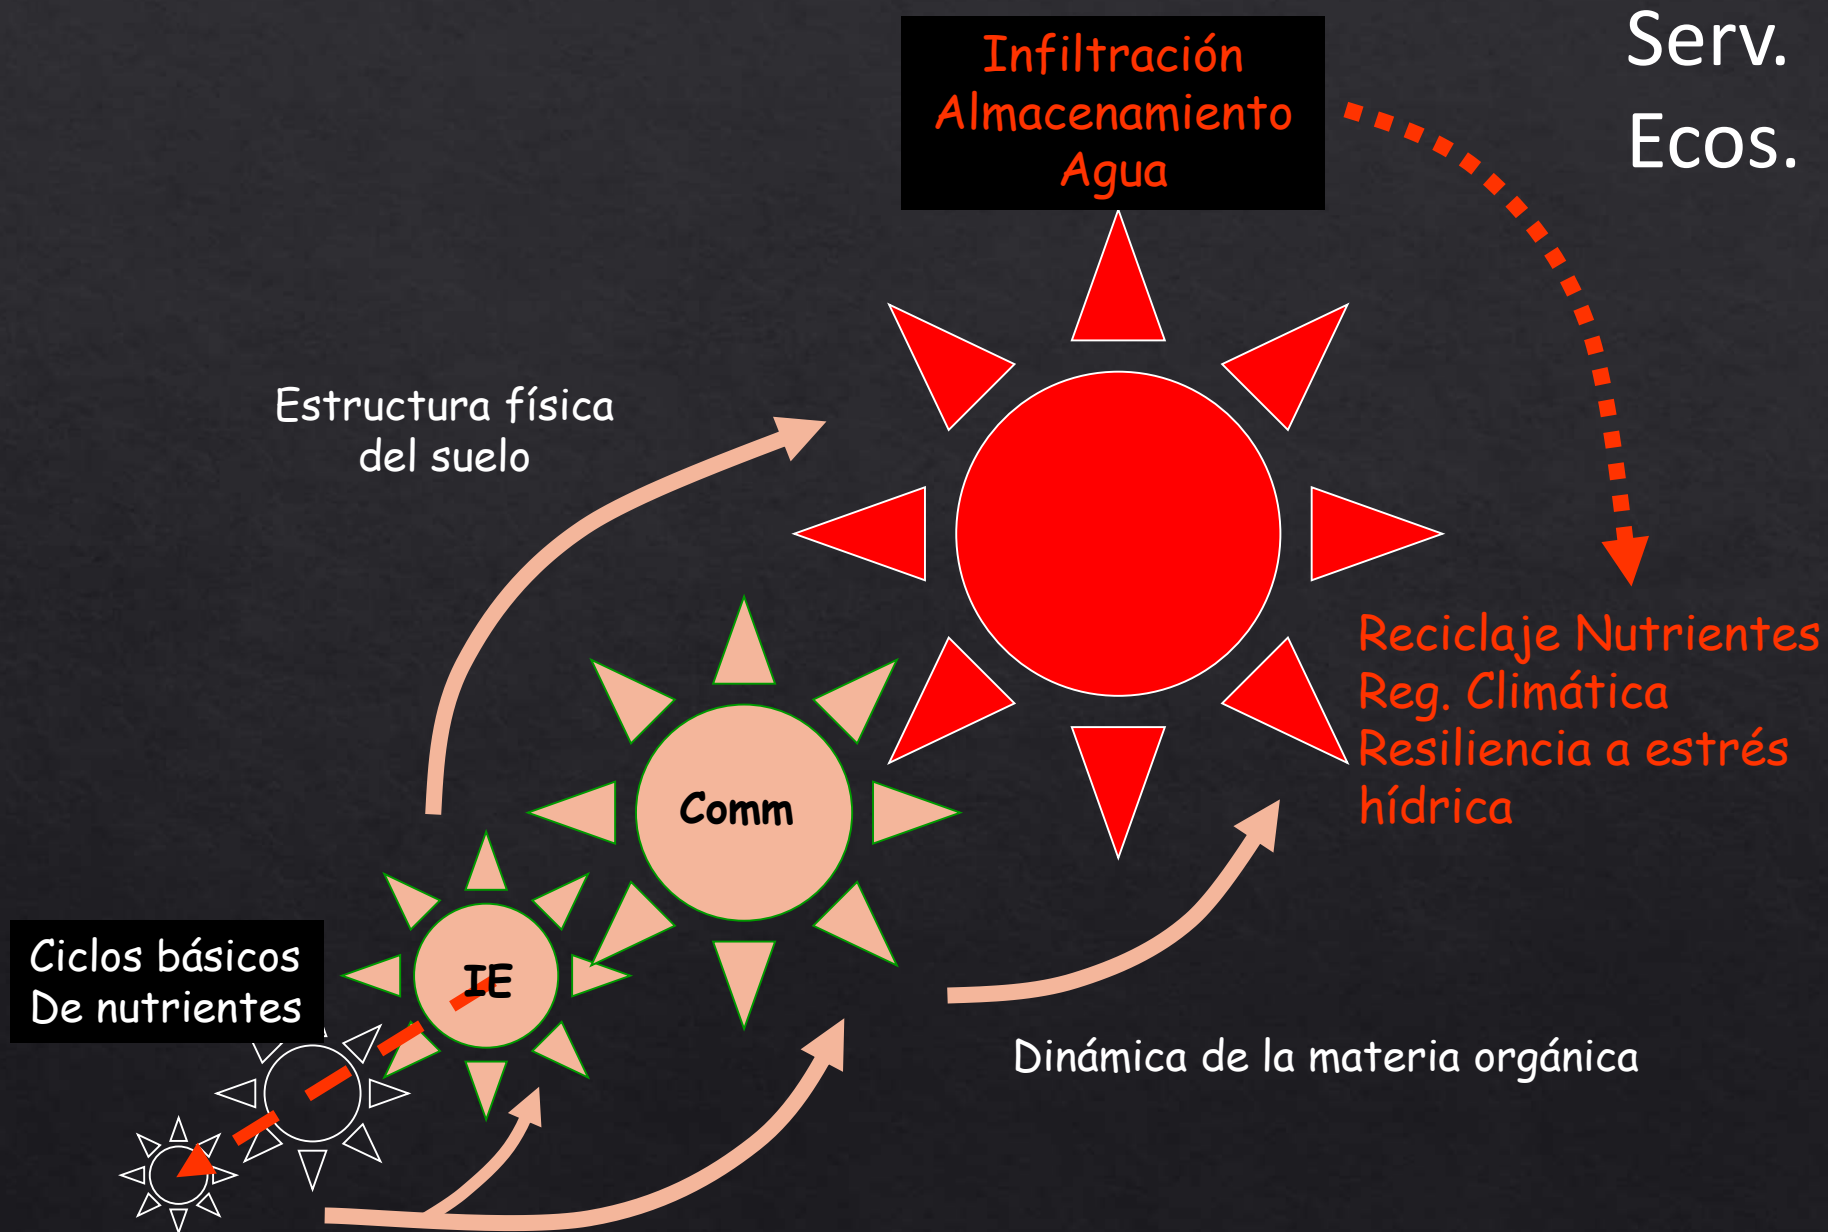 Serv.
Ecos.
Infiltración
Almacenamiento
Agua
Estructura física
del suelo
Reciclaje Nutrientes
Reg. Climática
Resiliencia a estrés
hídrica
Comm
IE
Ciclos básicos
De nutrientes
Dinámica de la materia orgánica